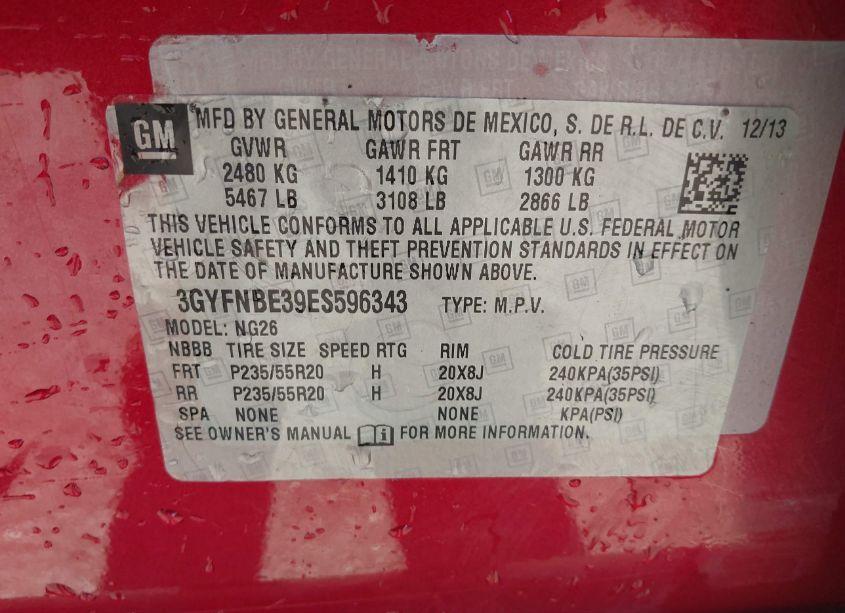 GM MFD BY GENERAL MOTORS DE MEXICO, S. DE R.L. DE C.V. 12/13
GVWR GAWR FRT GAWR RR
2480 KG 1410 KG 1300 KG
5467 LB 3108 LB 2866 LB
THIS VEHICLE CONFORMS TO ALL APPLICABLE U.S. FEDERAL MOTOR
VEHICLE SAFETY AND THEFT PREVENTION STANDARDS IN EFFECT ON
THE DATE OF MANUFACTURE SHOWN ABOVE.
3GYFNBE39ES596343 TYPE: M.P.V.
MODEL: NG26
NBBB TIRE SIZE SPEED RTG RIM COLD TIRE PRESSURE
FRT P235/55R20 H 20X8J 240KPA(35PSI)
RR P235/55R20 H 20X8J 240KPA(35PSI)
SPA NONE NONE KPA(PSI)
SEE OWNER'S MANUAL FOR MORE INFORMATION.